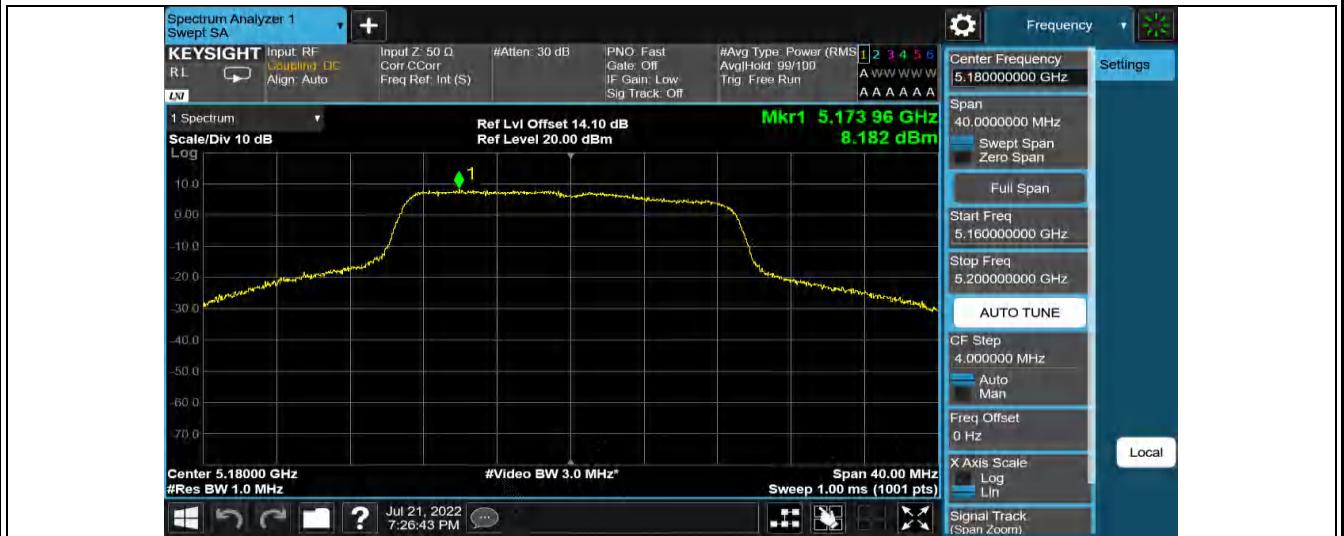 Spectrum Analyzer 1
Swept SA
Frequency
KEYSIGHT
RL
LXI
Input: RF
Coupling: DC
Align: Auto
Input Z: 50 Ω
Corr CCorr
Freq Ref: Int (S)
#Atten: 30 dB
PNO: Fast
Gate: Off
IF Gain: Low
Sig Track: Off
#Avg Type: Power (RMS
Avg|Hold: 99/100
Trig: Free Run
1 2 3 4 5 6
A W W W W W
A A A A A A
1 Spectrum
Scale/Div 10 dB
Log
Ref Lvl Offset 14.10 dB
Ref Level 20.00 dBm
Mkr1 5.173 96 GHz
8.182 dBm
1
10.0
0.00
-10.0
-20.0
-30.0
-40.0
-50.0
-60.0
-70.0
Center 5.18000 GHz
#Res BW 1.0 MHz
#Video BW 3.0 MHz*
Span 40.00 MHz
Sweep 1.00 ms (1001 pts)
Jul 21, 2022
7:26:43 PM
Center Frequency
5.180000000 GHz
Settings
Span
40.0000000 MHz
Swept Span
Zero Span
Full Span
Start Freq
5.160000000 GHz
Stop Freq
5.200000000 GHz
AUTO TUNE
CF Step
4.000000 MHz
Auto
Man
Freq Offset
0 Hz
X Axis Scale
Log
Lin
Local
Signal Track
(Span Zoom)